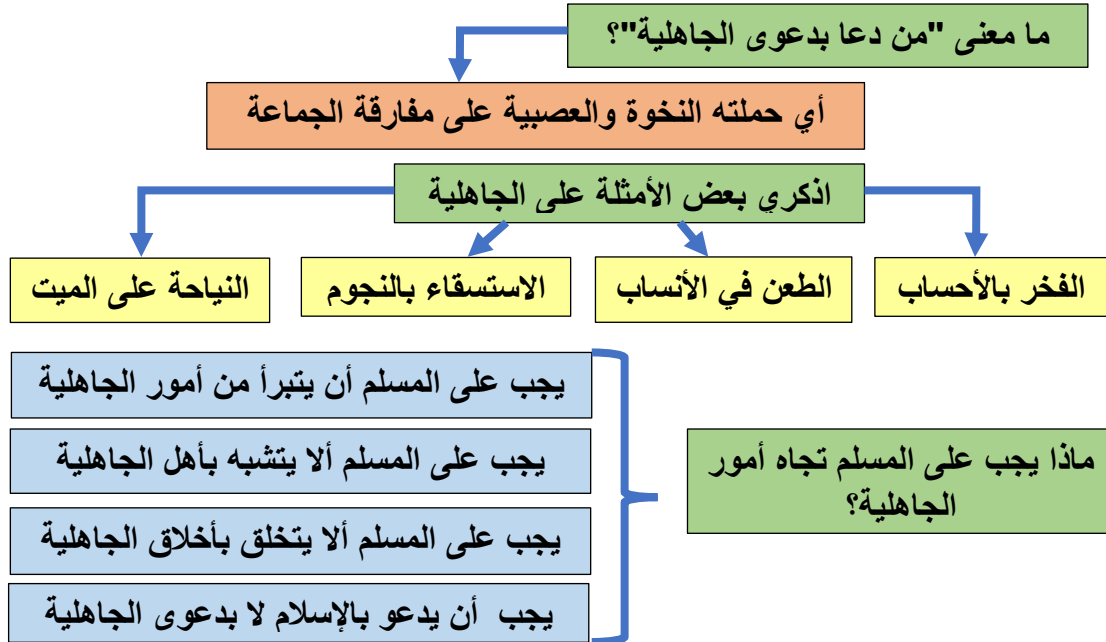 ما معنى "من دعا بدعوى الجاهلية"؟
أي حملته النخوة والعصبية على مفارقة الجماعة
اذكري بعض الأمثلة على الجاهلية
الفخر بالأحساب
الطعن في الأنساب
الاستسقاء بالنجوم
النياحة على الميت
ماذا يجب على المسلم تجاه أمور
الجاهلية؟
يجب على المسلم أن يتبرأ من أمور الجاهلية
يجب على المسلم ألا يتشبه بأهل الجاهلية
يجب على المسلم ألا يتخلق بأخلاق الجاهلية
يجب أن يدعو بالإسلام لا بدعوى الجاهلية